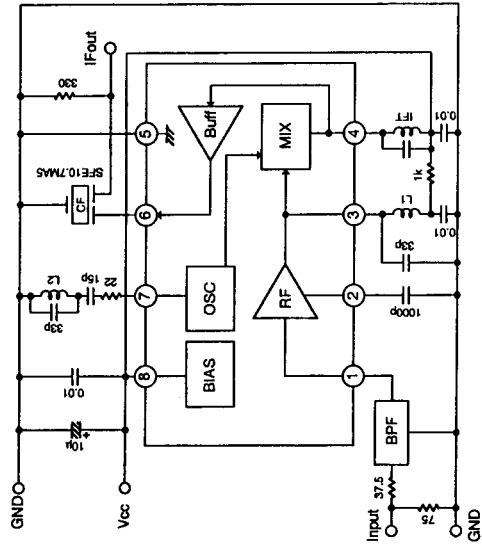 GND
Vcc
10μ
+
0.01
L2
33p
15p
22
SFE10.7MA5
CF
330
IFout
8
7
6
5
BIAS
OSC
Buff
MIX
RF
1
2
3
4
Input
37.5
75
BPF
GND
1000p
33p
L1
0.01
1k
IFT
0.01